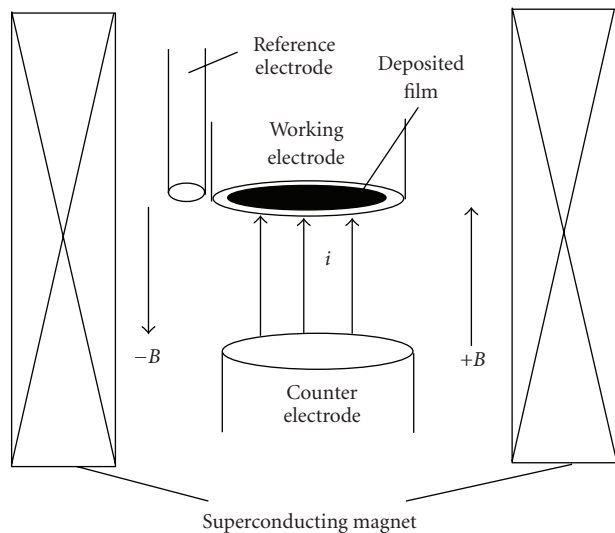 Reference
electrode
Deposited
film
Working
electrode
i
−B
+B
Counter
electrode
Superconducting magnet